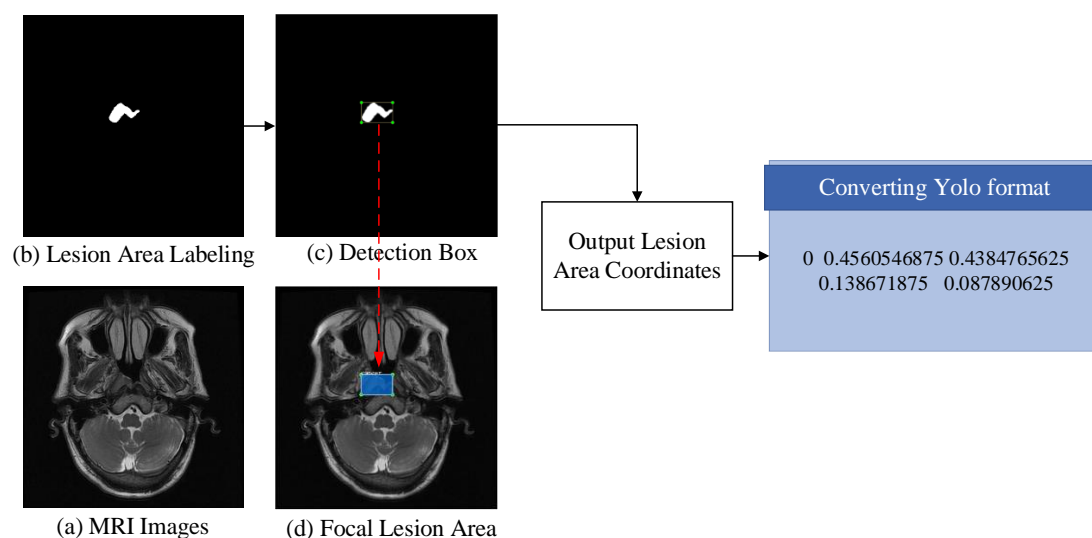 (b) Lesion Area Labeling
(c) Detection Box
(a) MRI Images
(d) Focal Lesion Area
Output Lesion
Area Coordinates
Converting Yolo format
0 0.4560546875 0.4384765625
0.138671875 0.087890625